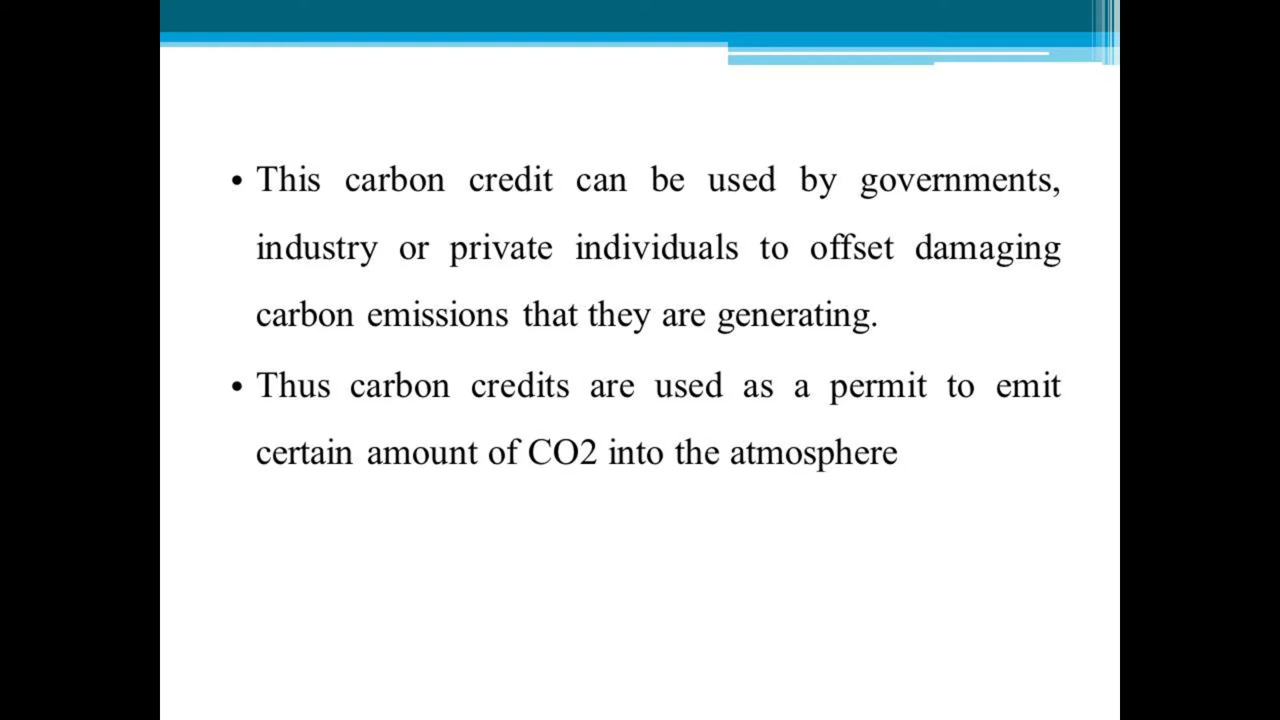 • This carbon credit can be used by governments,
industry or private individuals to offset damaging
carbon emissions that they are generating.
• Thus carbon credits are used as a permit to emit
certain amount of CO2 into the atmosphere